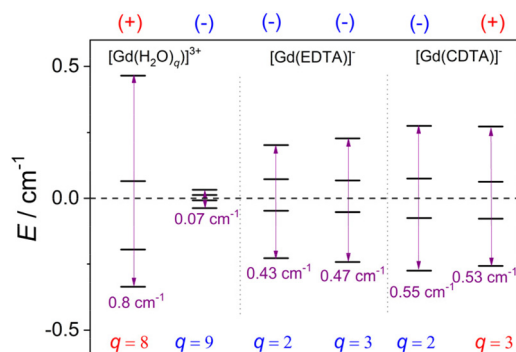 (+) (-) (-) (-) (-) (+)
[Gd(H₂O)q)]³⁺ [Gd(EDTA)]⁻ [Gd(CDTA)]⁻
0.5
0.0
-0.5
E / cm⁻¹
0.8 cm⁻¹
0.07 cm⁻¹
0.43 cm⁻¹
0.47 cm⁻¹
0.55 cm⁻¹
0.53 cm⁻¹
q = 8 q = 9 q = 2 q = 3 q = 2 q = 3